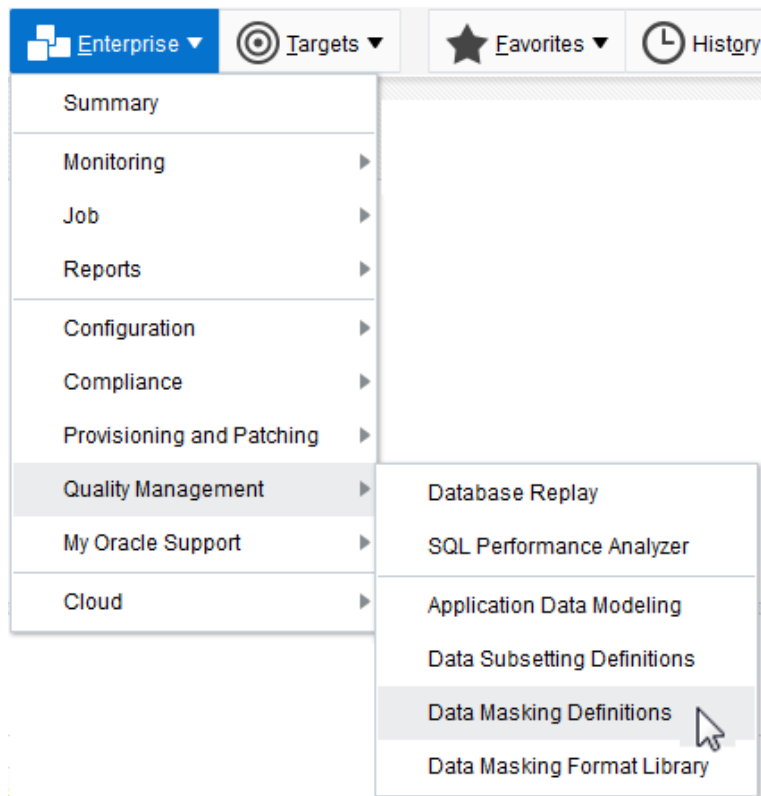 Enterprise Targets Favorites History
Summary
Monitoring
Job
Reports
Configuration
Compliance
Provisioning and Patching
Quality Management
My Oracle Support
Cloud
Database Replay
SQL Performance Analyzer
Application Data Modeling
Data Subsetting Definitions
Data Masking Definitions
Data Masking Format Library